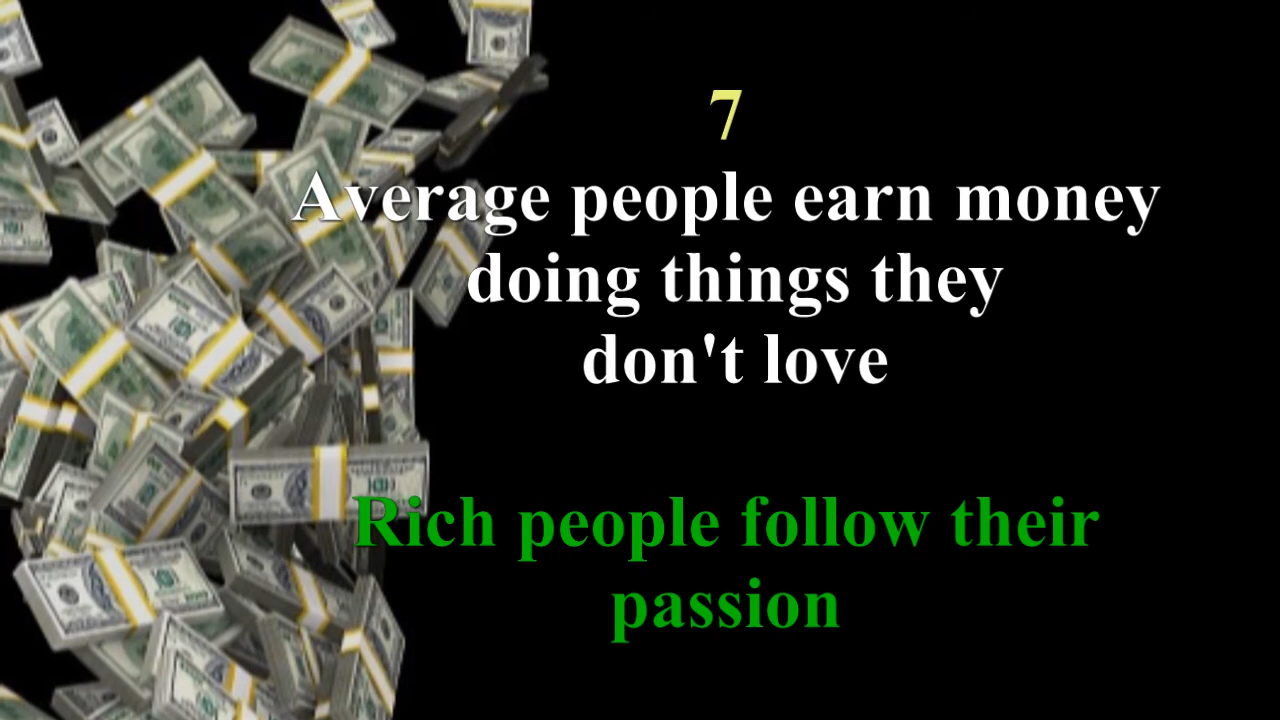 7
Average people earn money
doing things they
don't love
Rich people follow their
passion